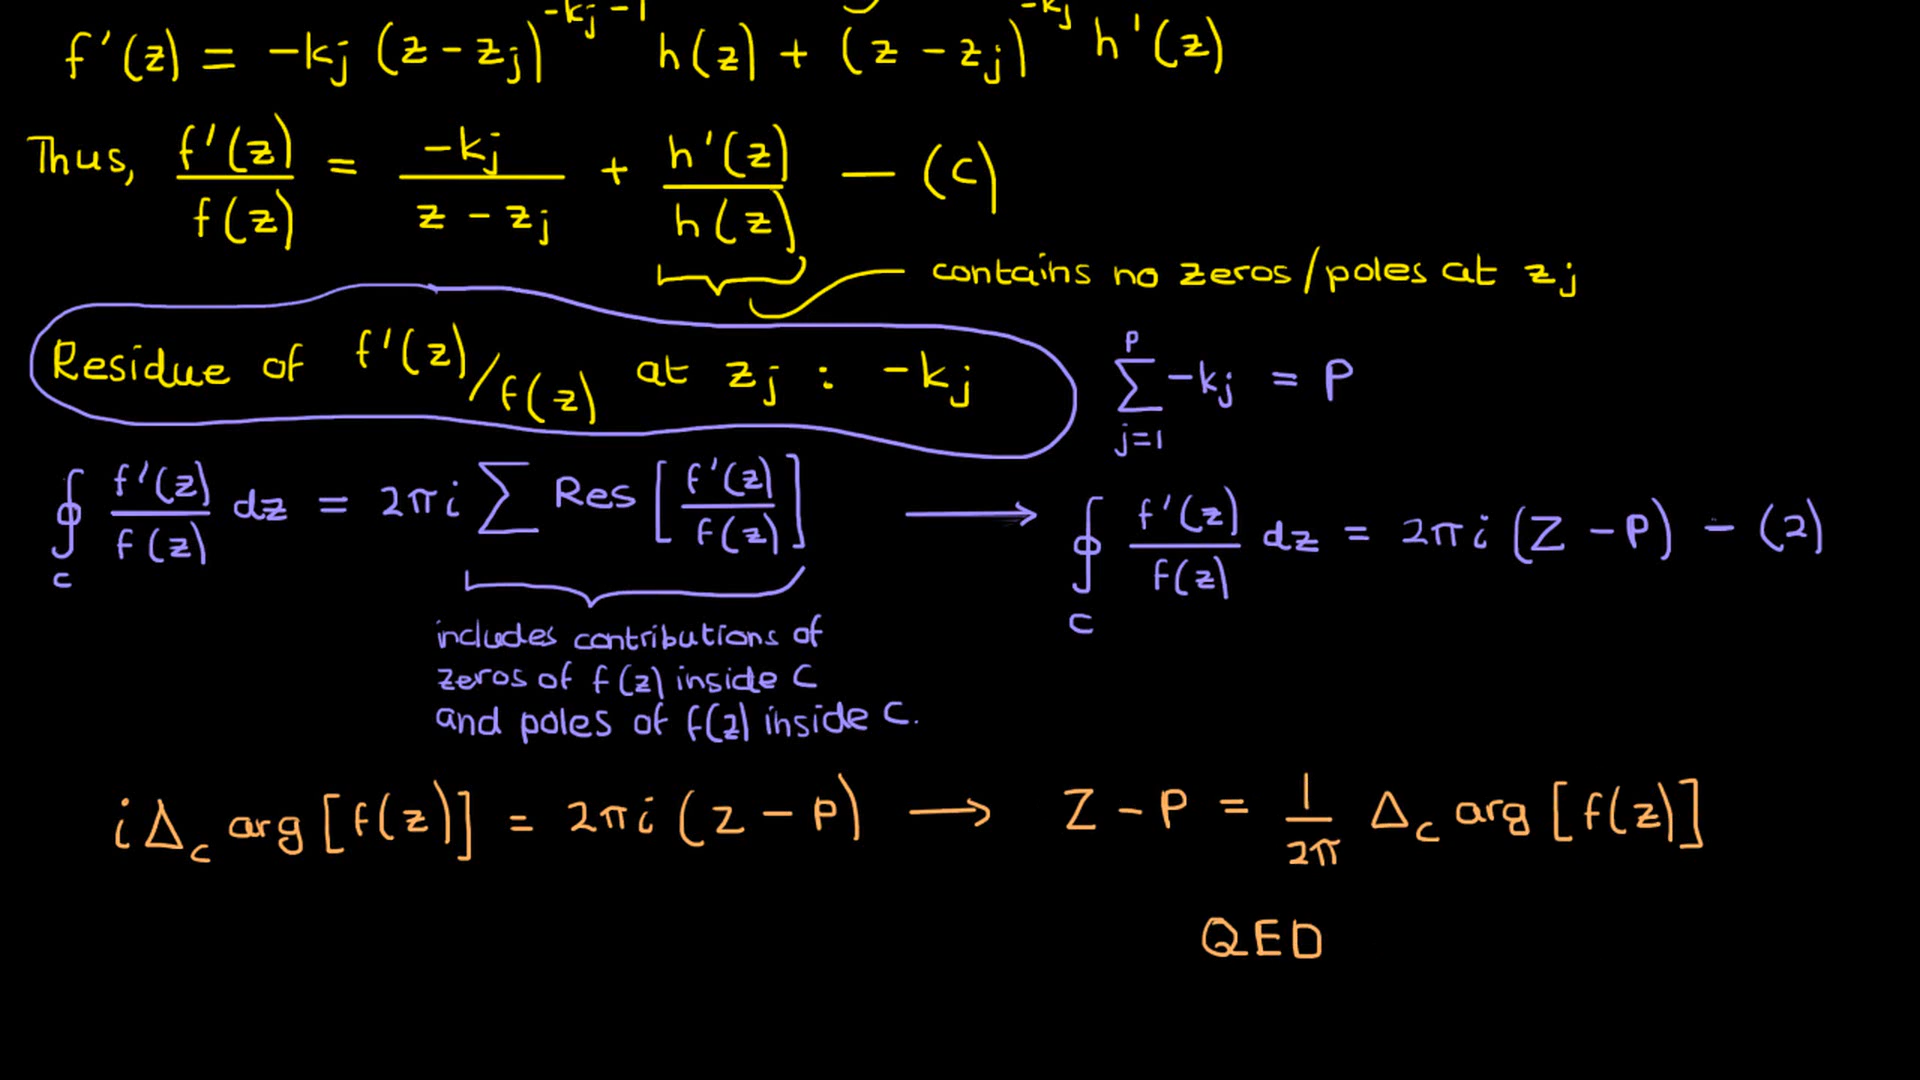 f'(z) = -kj (z - zj)^{-kj - 1} h(z) + (z - zj)^{-kj} h'(z)
Thus, f'(z)/f(z) = -kj/(z - zj) + h'(z)/h(z) — (c)
contains no zeros/poles at zj
Residue of f'(z)/f(z) at zj : -kj
∑_{j=1}^{P} -kj = P
∮_C f'(z)/f(z) dz = 2πi ∑ Res [f'(z)/f(z)] ⟶ ∮_C f'(z)/f(z) dz = 2πi (Z - P) - (2)
includes contributions of
zeros of f(z) inside C
and poles of f(z) inside C.
i Δ_C arg [f(z)] = 2πi (Z - P) ⟶ Z - P = 1/2π Δ_C arg [f(z)]
QED